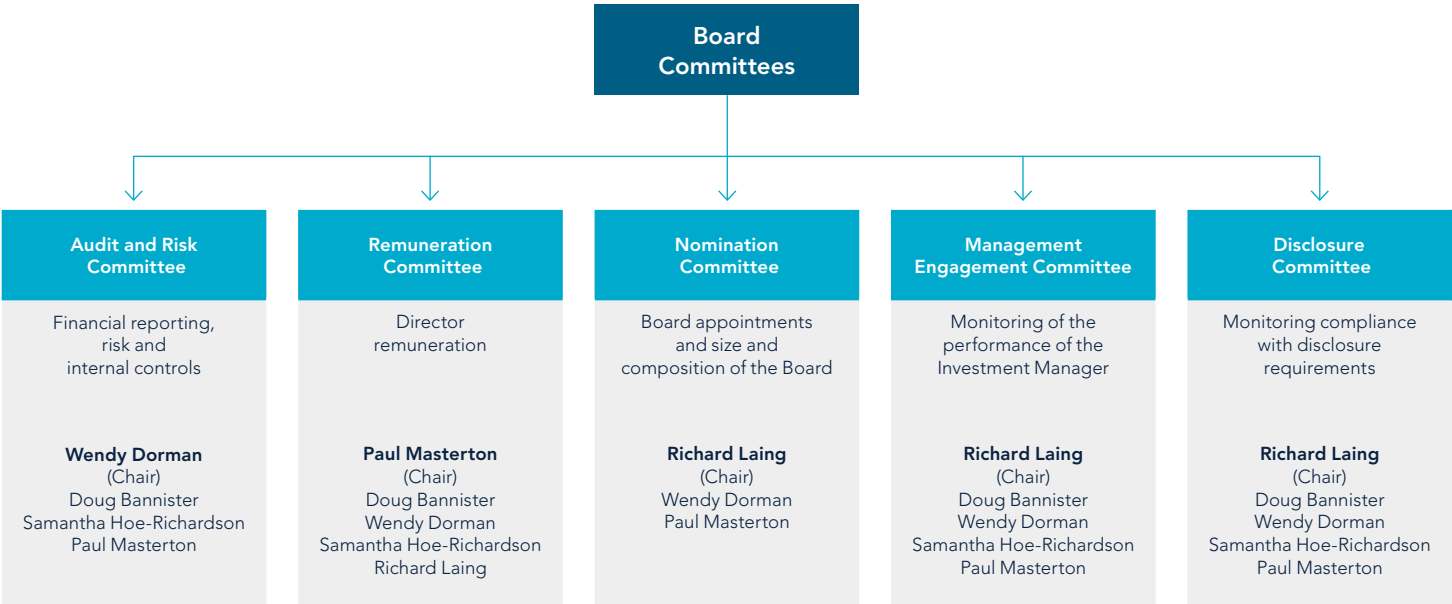 Board
Committees
Audit and Risk
Committee
Financial reporting,
risk and
internal controls
Wendy Dorman
(Chair)
Doug Bannister
Samantha Hoe-Richardson
Paul Masterton
Remuneration
Committee
Director
remuneration
Paul Masterton
(Chair)
Doug Bannister
Wendy Dorman
Samantha Hoe-Richardson
Richard Laing
Nomination
Committee
Board appointments
and size and
composition of the Board
Richard Laing
(Chair)
Wendy Dorman
Paul Masterton
Management
Engagement Committee
Monitoring of the
performance of the
Investment Manager
Richard Laing
(Chair)
Doug Bannister
Wendy Dorman
Samantha Hoe-Richardson
Paul Masterton
Disclosure
Committee
Monitoring compliance
with disclosure
requirements
Richard Laing
(Chair)
Doug Bannister
Wendy Dorman
Samantha Hoe-Richardson
Paul Masterton